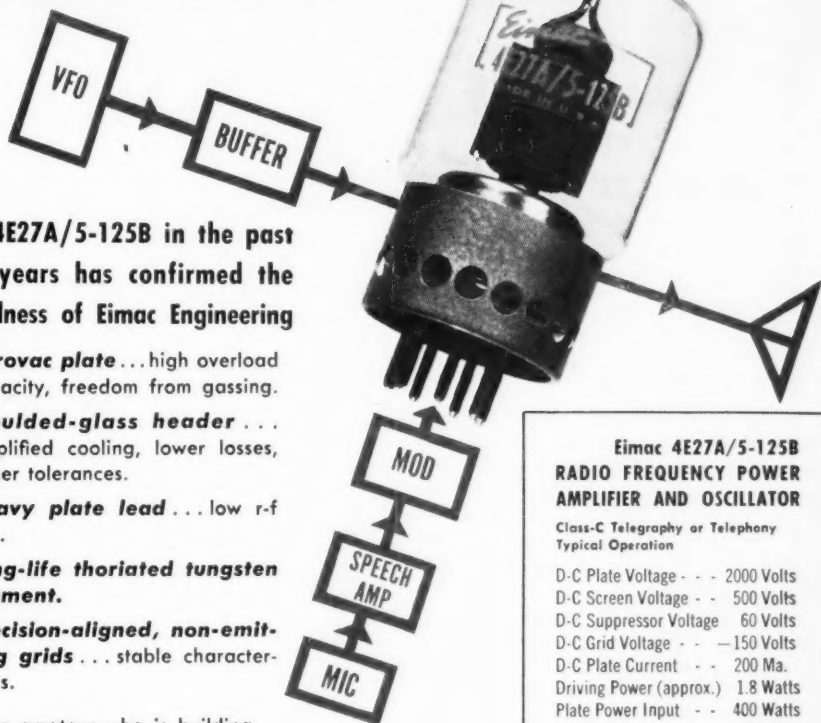 VFO
BUFFER
Eimac
4E27A/5-125B
MADE IN U.S.A.
4E27A/5-125B in the past
years has confirmed the
ness of Eimac Engineering
rovac plate...high overload
acity, freedom from gassing.
ulded-glass header ...
plified cooling, lower losses,
er tolerances.
avy plate lead...low r-f
.
ng-life thoriated tungsten
ment.
cision-aligned, non-emit-
g grids...stable character-
s.
MOD
SPEECH
AMP
MIC
Eimac 4E27A/5-125B
RADIO FREQUENCY POWER
AMPLIFIER AND OSCILLATOR
Class-C Telegraphy or Telephony
Typical Operation
D-C Plate Voltage - - - 2000 Volts
D-C Screen Voltage - - 500 Volts
D-C Suppressor Voltage 60 Volts
D-C Grid Voltage - - —150 Volts
D-C Plate Current - - 200 Ma.
Driving Power (approx.) 1.8 Watts
Plate Power Input - - 400 Watts